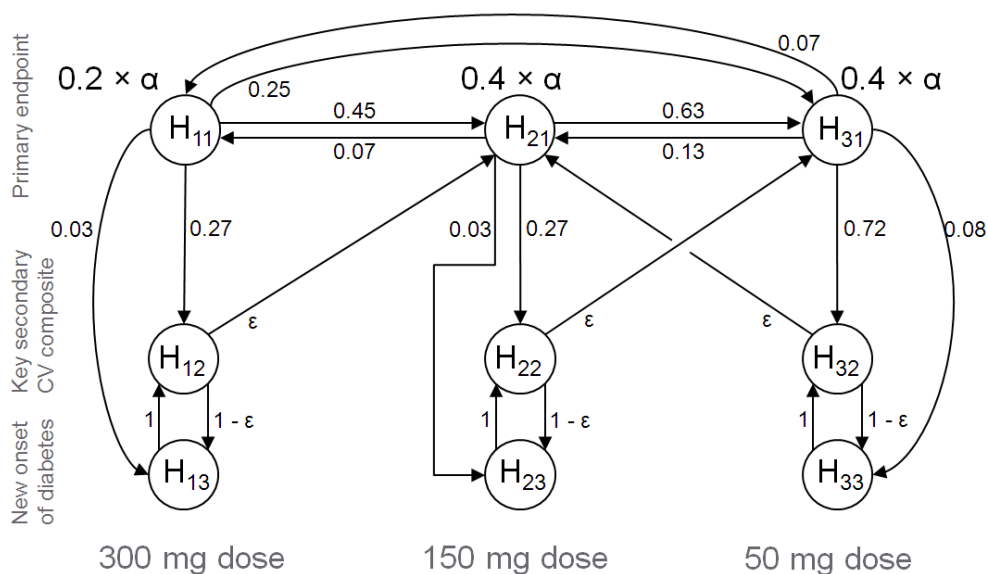 Primary endpoint
Key secondary
CV composite
New onset
of diabetes
0.07
0.2 × α
0.25
0.4 × α
0.4 × α
H11
0.45
H21
0.63
H31
0.07
0.13
0.03
0.27
0.03
0.27
0.72
0.08
ε
ε
ε
H12
H22
H32
1
1 - ε
1
1 - ε
1
1 - ε
H13
H23
H33
300 mg dose
150 mg dose
50 mg dose